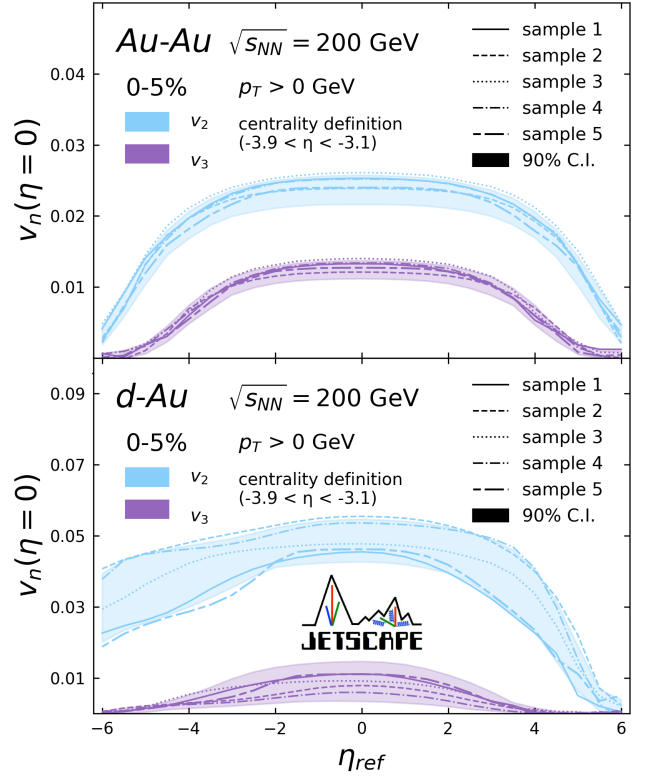 Au-Au √s_NN = 200 GeV
0-5% p_T > 0 GeV
v_2
v_3
centrality definition
(-3.9 < η < -3.1)
sample 1
sample 2
sample 3
sample 4
sample 5
90% C.I.
v_n(η = 0)
0.04
0.03
0.02
0.01
d-Au √s_NN = 200 GeV
0-5% p_T > 0 GeV
v_2
v_3
centrality definition
(-3.9 < η < -3.1)
sample 1
sample 2
sample 3
sample 4
sample 5
90% C.I.
v_n(η = 0)
0.09
0.07
0.05
0.03
0.01
JETSCAPE
−6 −4 −2 0 2 4 6
η_ref